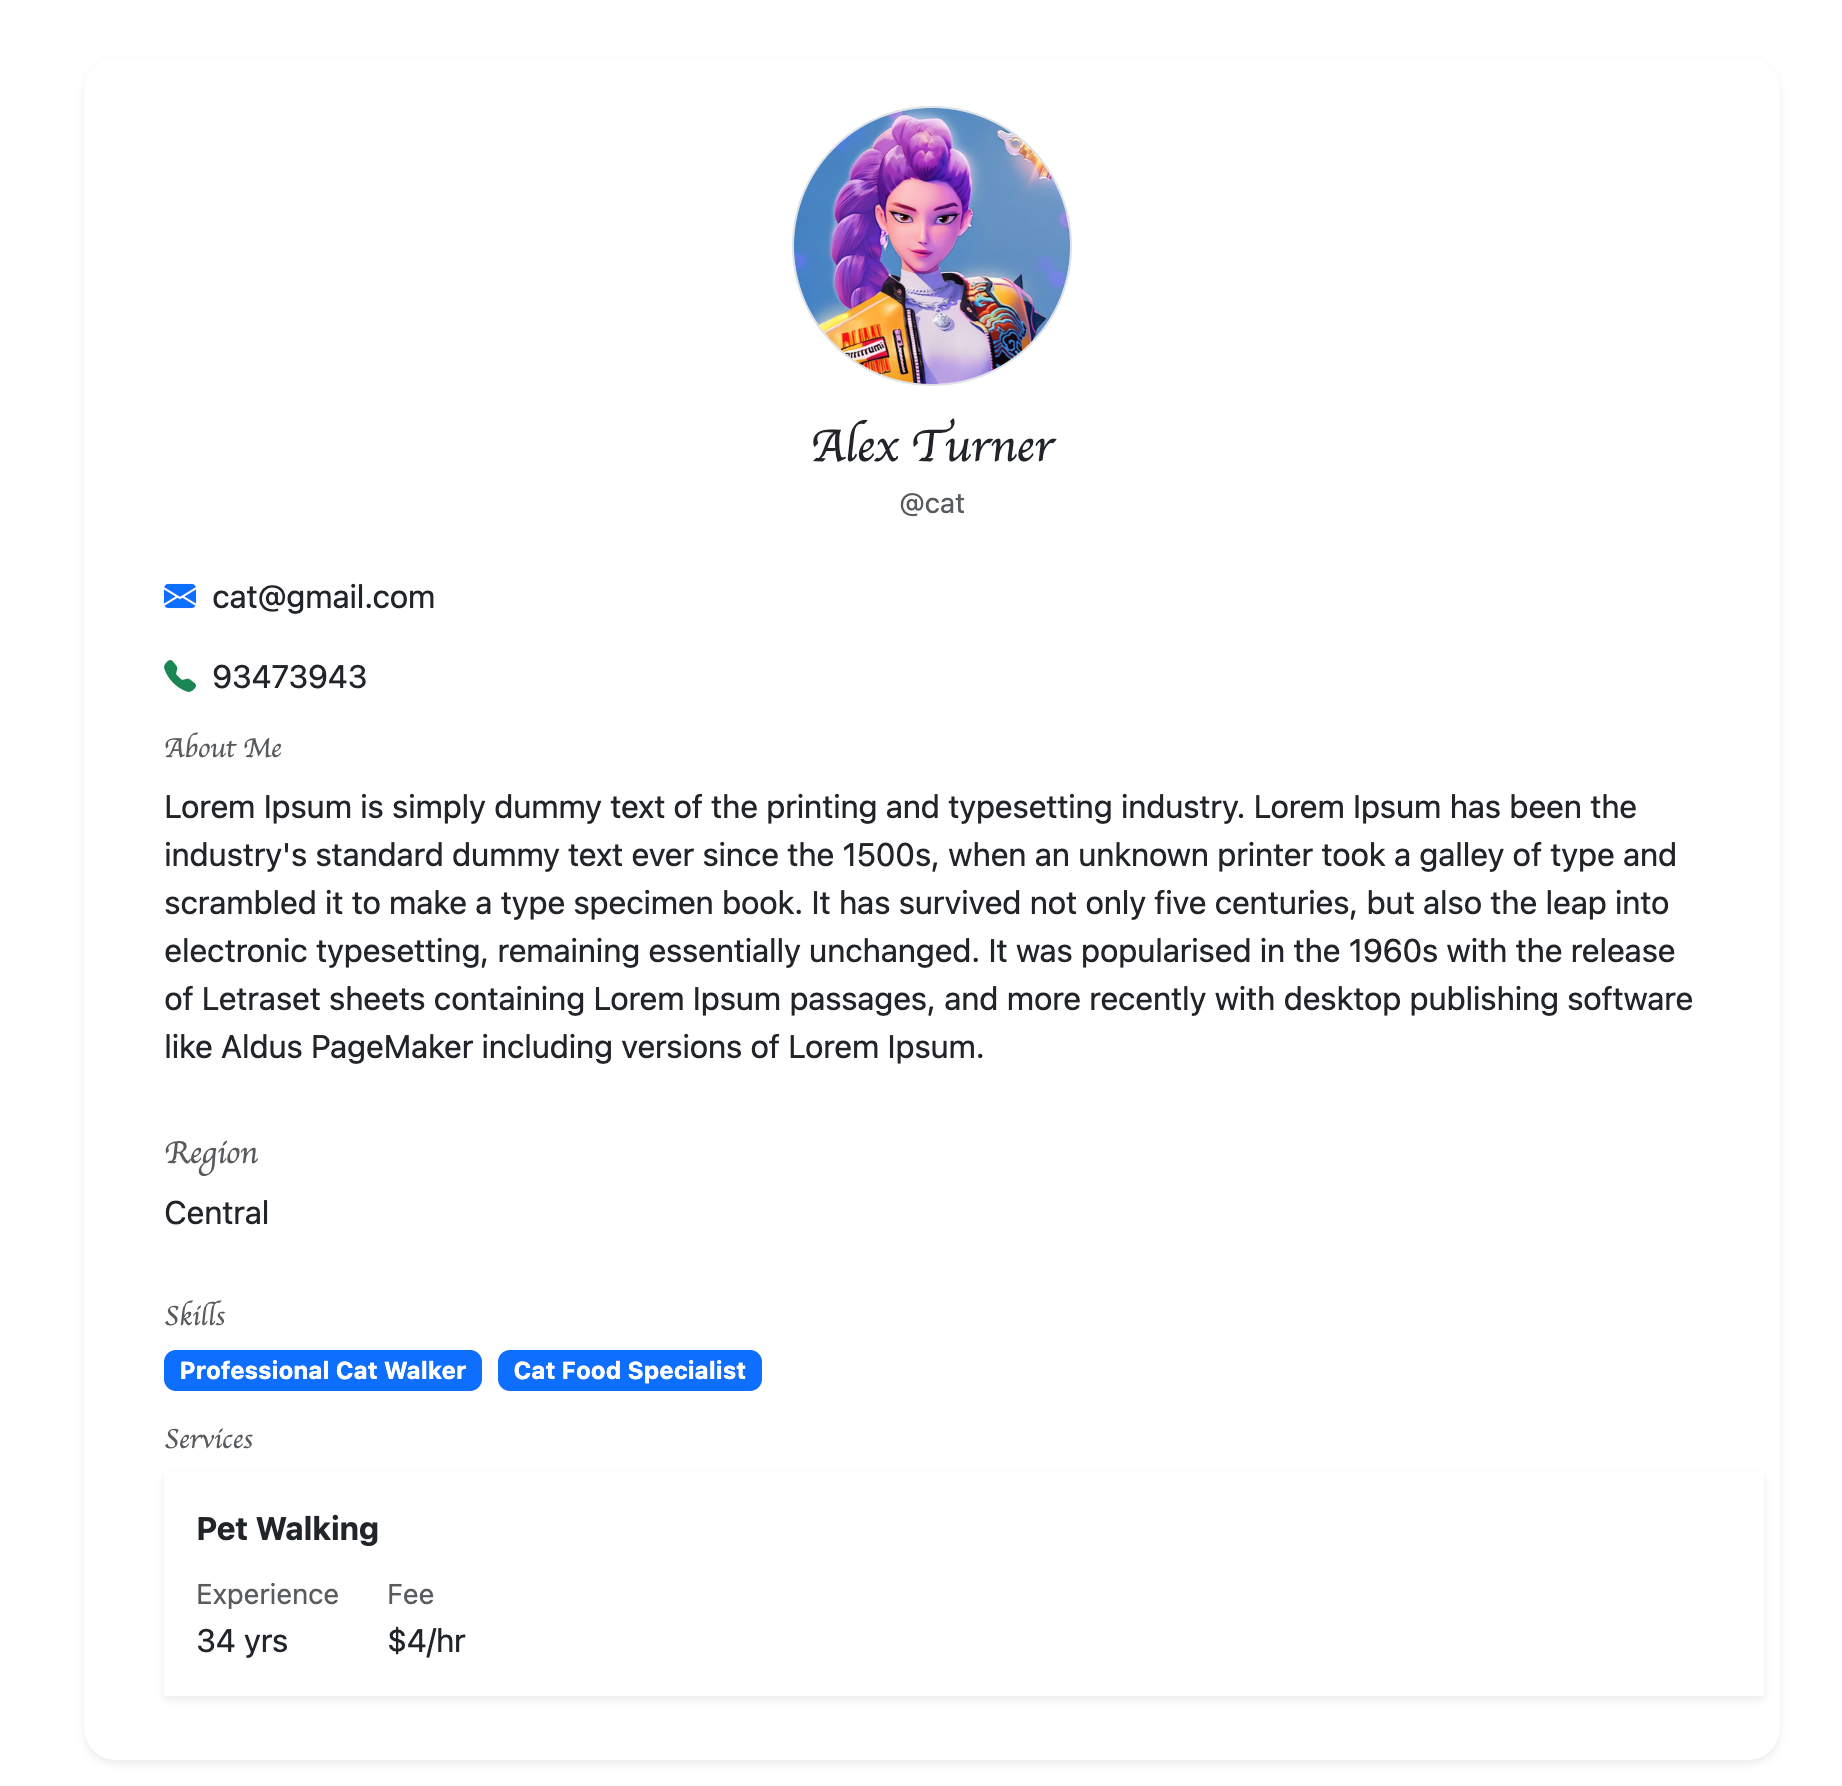 Alex Turner
@cat
cat@gmail.com
93473943
About Me
Lorem Ipsum is simply dummy text of the printing and typesetting industry. Lorem Ipsum has been the
industry's standard dummy text ever since the 1500s, when an unknown printer took a galley of type and
scrambled it to make a type specimen book. It has survived not only five centuries, but also the leap into
electronic typesetting, remaining essentially unchanged. It was popularised in the 1960s with the release
of Letraset sheets containing Lorem Ipsum passages, and more recently with desktop publishing software
like Aldus PageMaker including versions of Lorem Ipsum.
Region
Central
Skills
Professional Cat Walker Cat Food Specialist
Services
Pet Walking
Experience Fee
34 yrs $4/hr